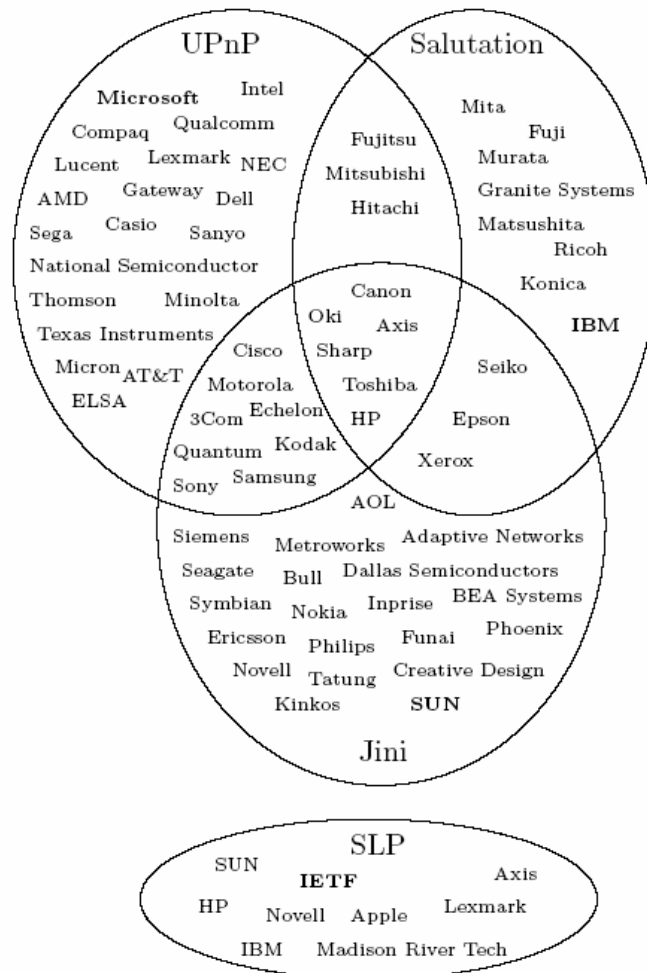 UPnP
Salutation
Microsoft
Intel
Compaq
Qualcomm
Lucent
Lexmark
NEC
AMD
Gateway
Dell
Sega
Casio
Sanyo
National Semiconductor
Thomson
Minolta
Texas Instruments
Micron
AT&T
ELSA
Fujitsu
Mitsubishi
Hitachi
Mita
Fuji
Murata
Granite Systems
Matsushita
Ricoh
Konica
IBM
Canon
Oki
Axis
Sharp
Toshiba
HP
Cisco
Motorola
3Com
Echelon
Quantum
Kodak
Sony
Samsung
Seiko
Epson
Xerox
AOL
Siemens
Metroworks
Adaptive Networks
Seagate
Bull
Dallas Semiconductors
Symbian
Nokia
Inprise
BEA Systems
Ericsson
Philips
Funai
Phoenix
Novell
Tatung
Creative Design
Kinkos
SUN
Jini
SLP
SUN
IETF
Axis
HP
Novell
Apple
Lexmark
IBM
Madison River Tech